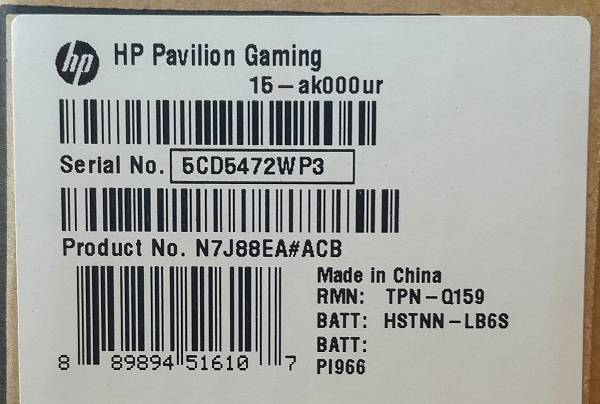 hp HP Pavilion Gaming
15-ak000ur
Serial No. 5CD5472WP3
Product No. N7J88EA#ACB
Made in China
RMN: TPN-Q159
BATT: HSTNN-LB6S
BATT:
PI966
8 89894 51610 7